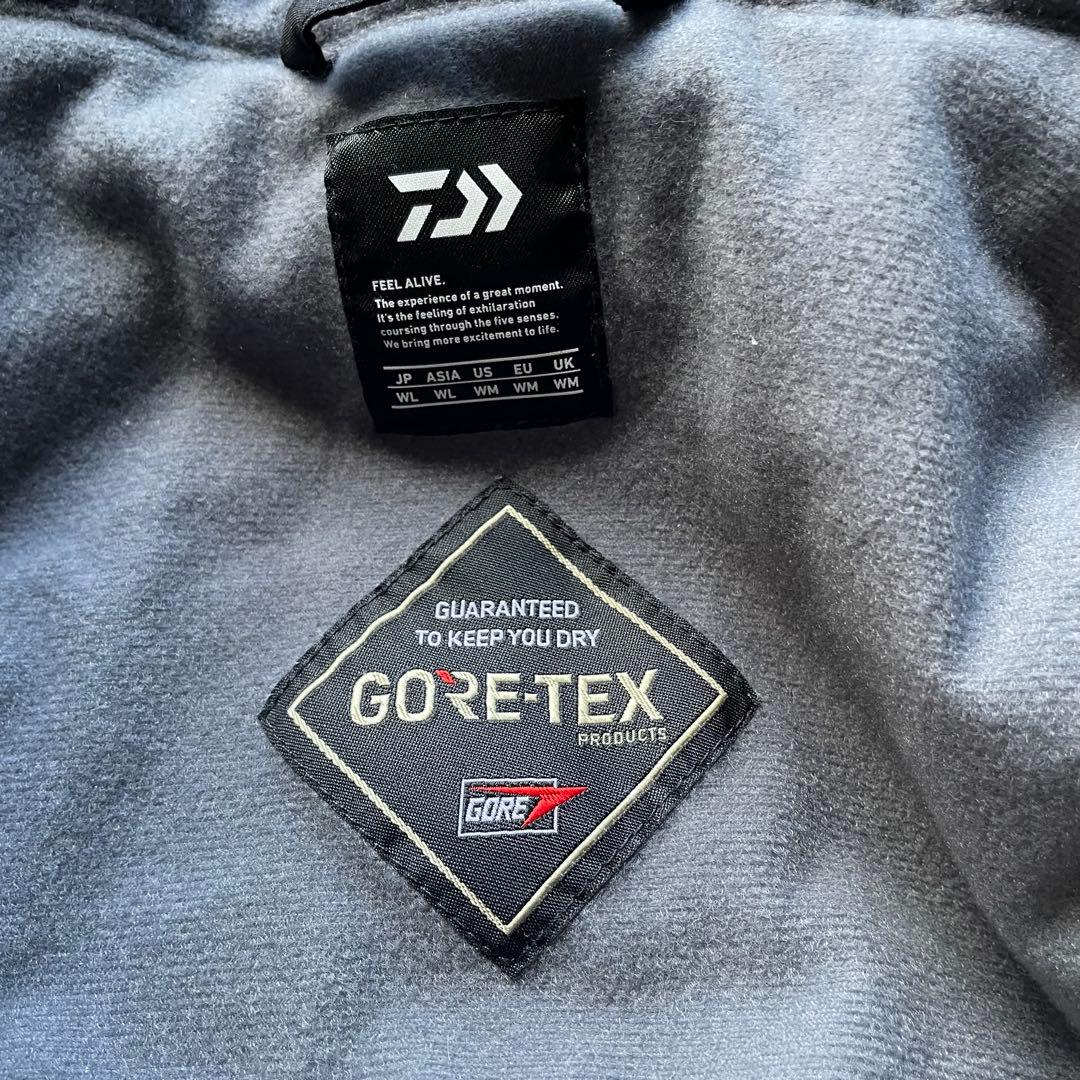 FEEL ALIVE.
The experience of a great moment.
It's the feeling of exhilaration
coursing through the five senses.
We bring more excitement to life.
JP ASIA US EU UK
WL WL WM WM WM
GUARANTEED
TO KEEP YOU DRY
GORE-TEX
PRODUCTS
GORE